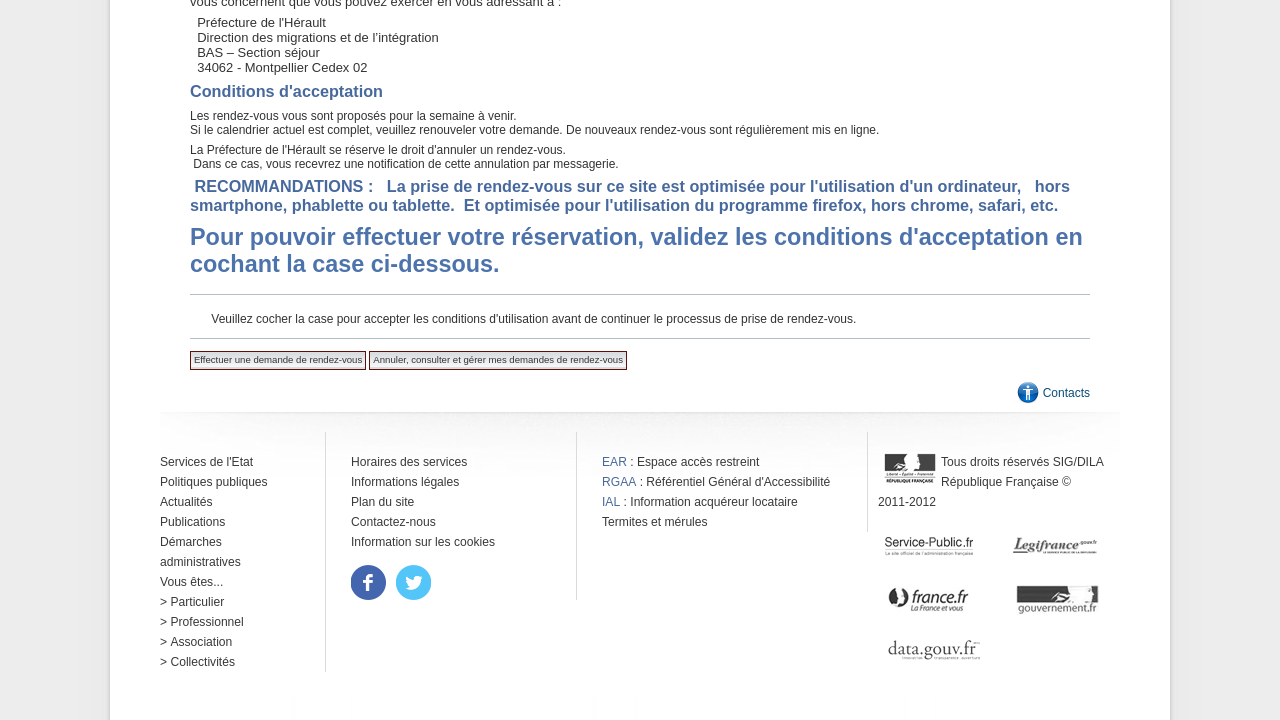 vous concernent que vous pouvez exercer en vous adressant à :
Préfecture de l'Hérault
Direction des migrations et de l'intégration
BAS – Section séjour
34062 - Montpellier Cedex 02
Conditions d'acceptation
Les rendez-vous vous sont proposés pour la semaine à venir.
Si le calendrier actuel est complet, veuillez renouveler votre demande. De nouveaux rendez-vous sont régulièrement mis en ligne.
La Préfecture de l'Hérault se réserve le droit d'annuler un rendez-vous.
Dans ce cas, vous recevrez une notification de cette annulation par messagerie.
RECOMMANDATIONS : La prise de rendez-vous sur ce site est optimisée pour l'utilisation d'un ordinateur, hors
smartphone, phablette ou tablette. Et optimisée pour l'utilisation du programme firefox, hors chrome, safari, etc.
Pour pouvoir effectuer votre réservation, validez les conditions d'acceptation en
cochant la case ci-dessous.
Veuillez cocher la case pour accepter les conditions d'utilisation avant de continuer le processus de prise de rendez-vous.
Effectuer une demande de rendez-vous
Annuler, consulter et gérer mes demandes de rendez-vous
Contacts
Services de l'Etat
Politiques publiques
Actualités
Publications
Démarches
administratives
Vous êtes...
> Particulier
> Professionnel
> Association
> Collectivités
Horaires des services
Informations légales
Plan du site
Contactez-nous
Information sur les cookies
EAR : Espace accès restreint
RGAA : Référentiel Général d'Accessibilité
IAL : Information acquéreur locataire
Termites et mérules
Liberté • Égalité • Fraternité
RÉPUBLIQUE FRANÇAISE
Tous droits réservés SIG/DILA
République Française ©
2011-2012
Service-Public.fr
Le site officiel de l'administration française
Legifrance.gouv.fr
france.fr
La France et vous
gouvernement.fr
data.gouv.fr